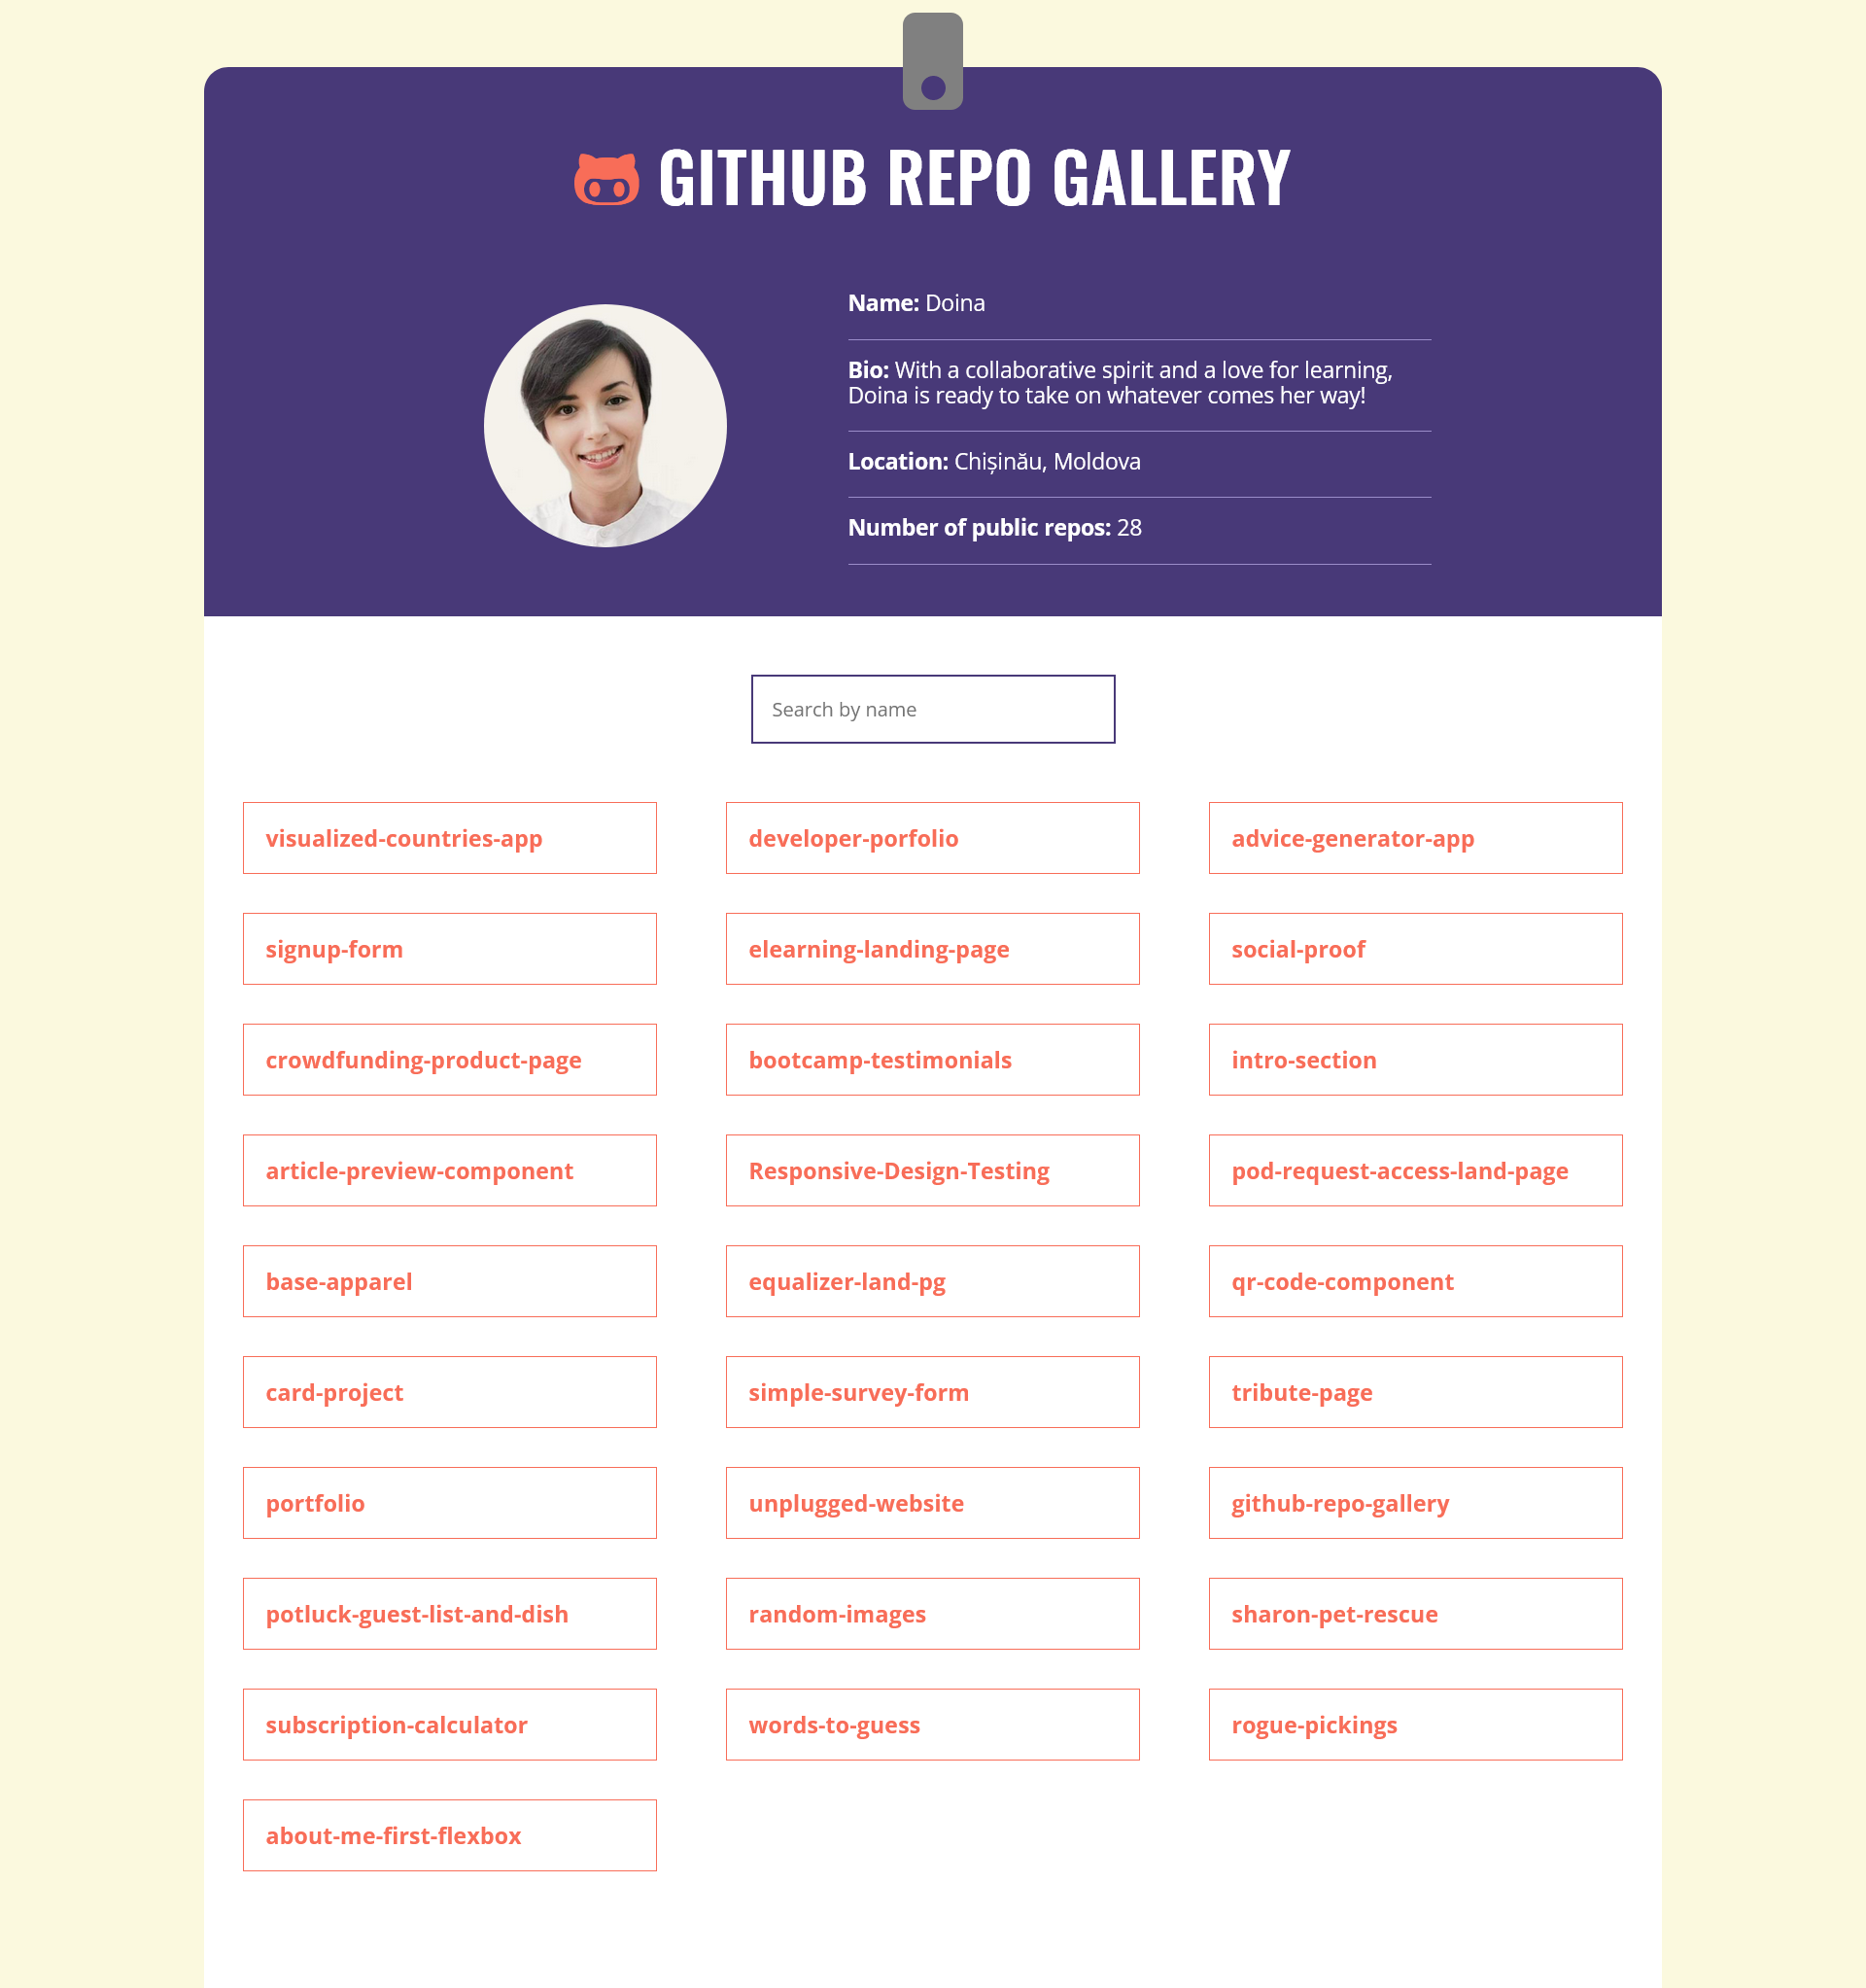 GITHUB REPO GALLERY
Name: Doina
Bio: With a collaborative spirit and a love for learning,
Doina is ready to take on whatever comes her way!
Location: Chișinău, Moldova
Number of public repos: 28
Search by name
visualized-countries-app
developer-porfolio
advice-generator-app
signup-form
elearning-landing-page
social-proof
crowdfunding-product-page
bootcamp-testimonials
intro-section
article-preview-component
Responsive-Design-Testing
pod-request-access-land-page
base-apparel
equalizer-land-pg
qr-code-component
card-project
simple-survey-form
tribute-page
portfolio
unplugged-website
github-repo-gallery
potluck-guest-list-and-dish
random-images
sharon-pet-rescue
subscription-calculator
words-to-guess
rogue-pickings
about-me-first-flexbox